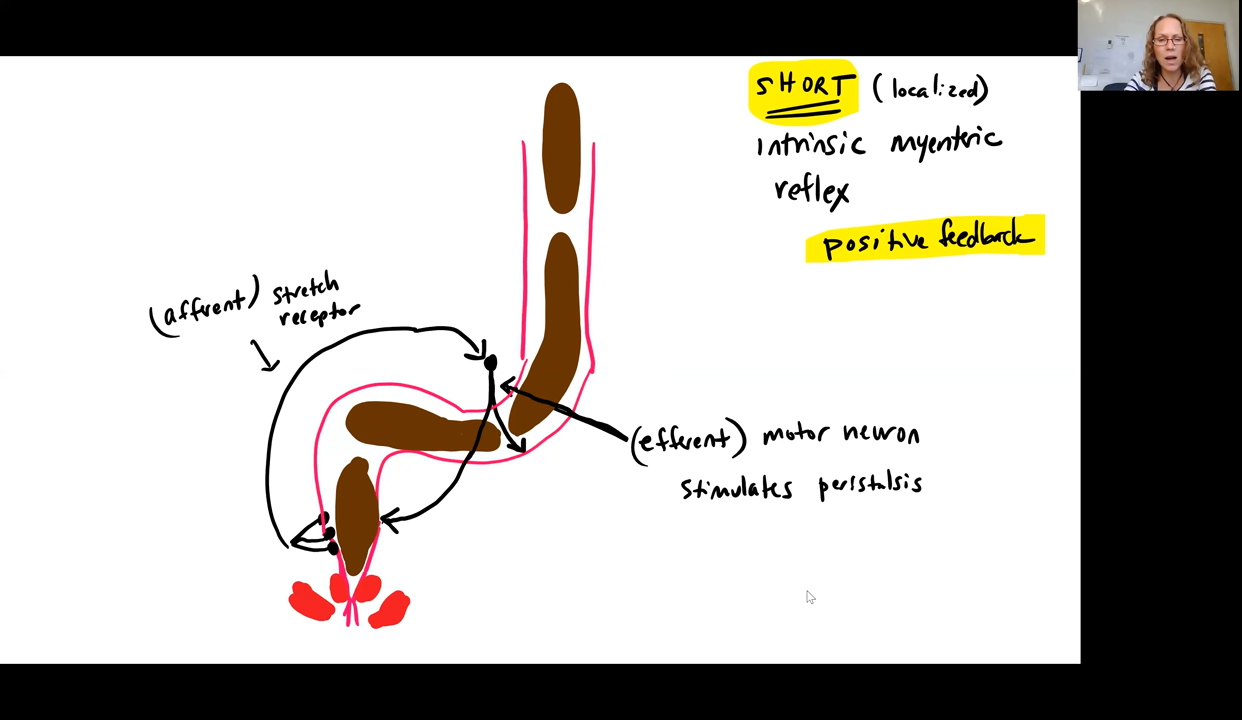 SHORT (localized)
intrinsic myenteric
reflex
positive feedback
(afferent) stretch
receptor
(efferent) motor neuron
stimulates peristalsis